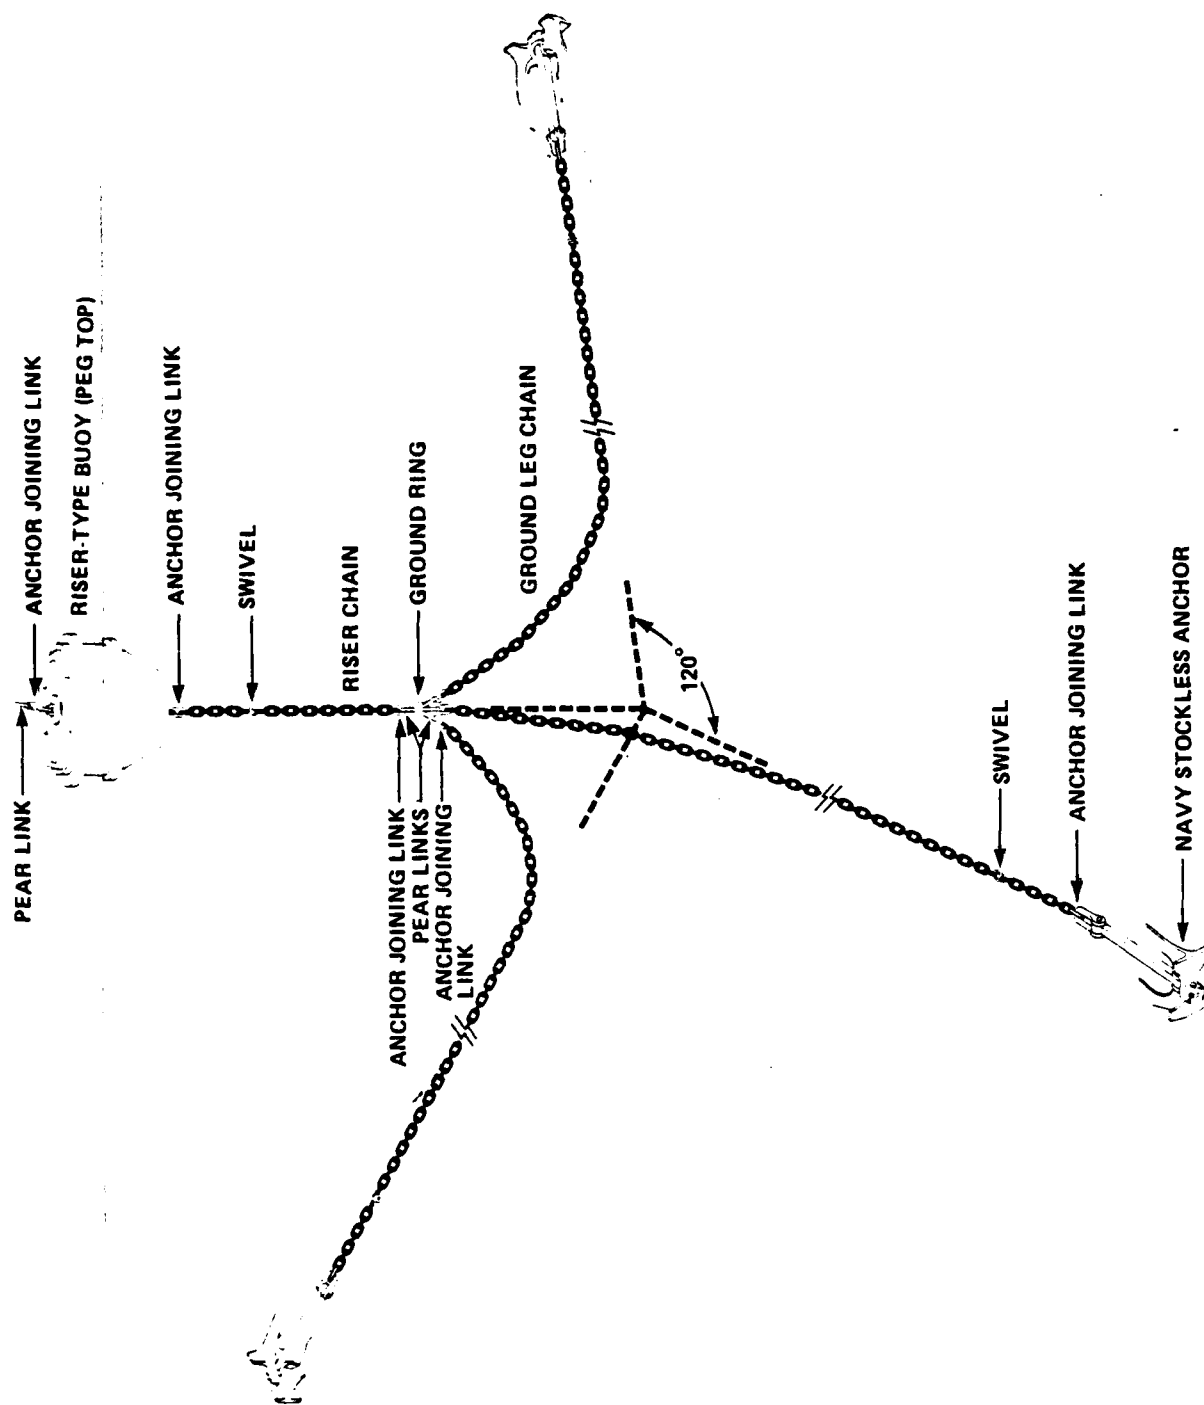 PEAR LINK
ANCHOR JOINING LINK
RISER-TYPE BUOY (PEG TOP)
ANCHOR JOINING LINK
SWIVEL
RISER CHAIN
ANCHOR JOINING LINK
PEAR LINKS
ANCHOR JOINING
LINK
GROUND RING
GROUND LEG CHAIN
120°
SWIVEL
ANCHOR JOINING LINK
NAVY STOCKLESS ANCHOR